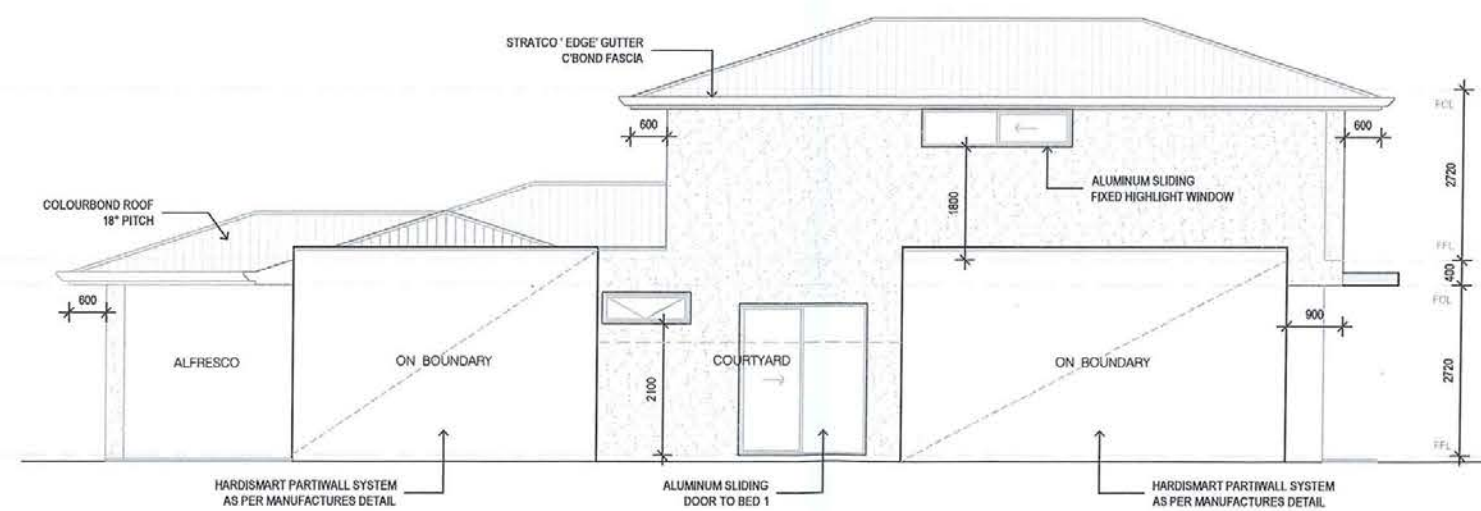 STRATCO ' EDGE' GUTTER
C'BOND FASCIA
FCL
600
600
2720
COLOURBOND ROOF
18° PITCH
ALUMINUM SLIDING
FIXED HIGHLIGHT WINDOW
1800
FFL
400
FCL
600
900
ALFRESCO
ON BOUNDARY
COURTYARD
ON BOUNDARY
2100
2720
FFL
HARDISMART PARTIWALL SYSTEM
AS PER MANUFACTURES DETAIL
ALUMINUM SLIDING
DOOR TO BED 1
HARDISMART PARTIWALL SYSTEM
AS PER MANUFACTURES DETAIL